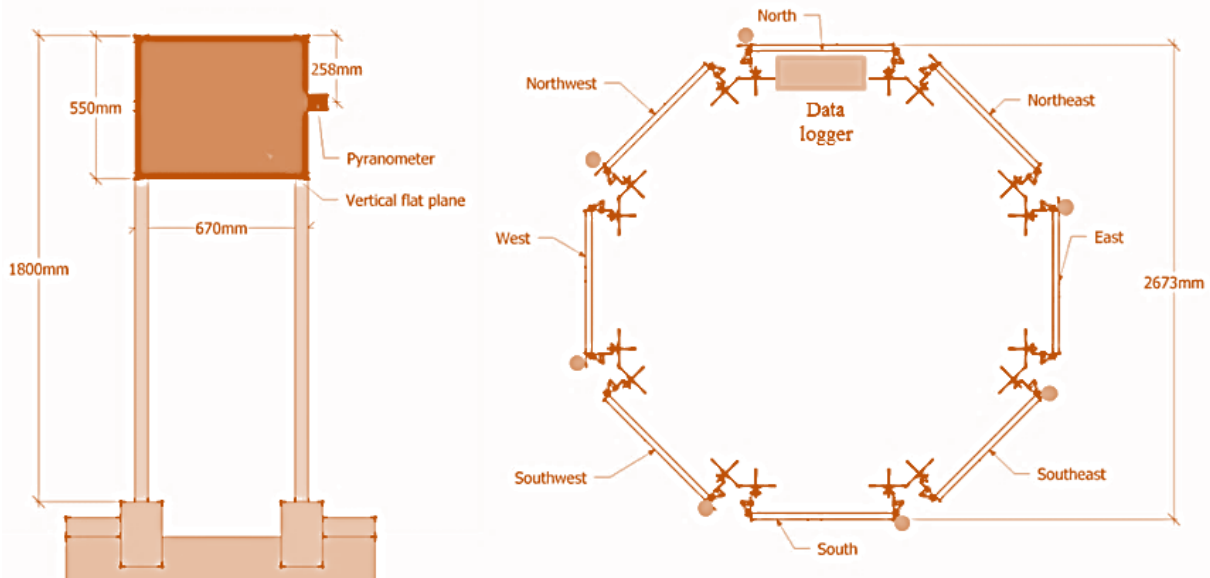 258mm
550mm
Pyranometer
Vertical flat plane
670mm
1800mm
North
Northwest
Northeast
Data
logger
West
East
2673mm
Southwest
Southeast
South